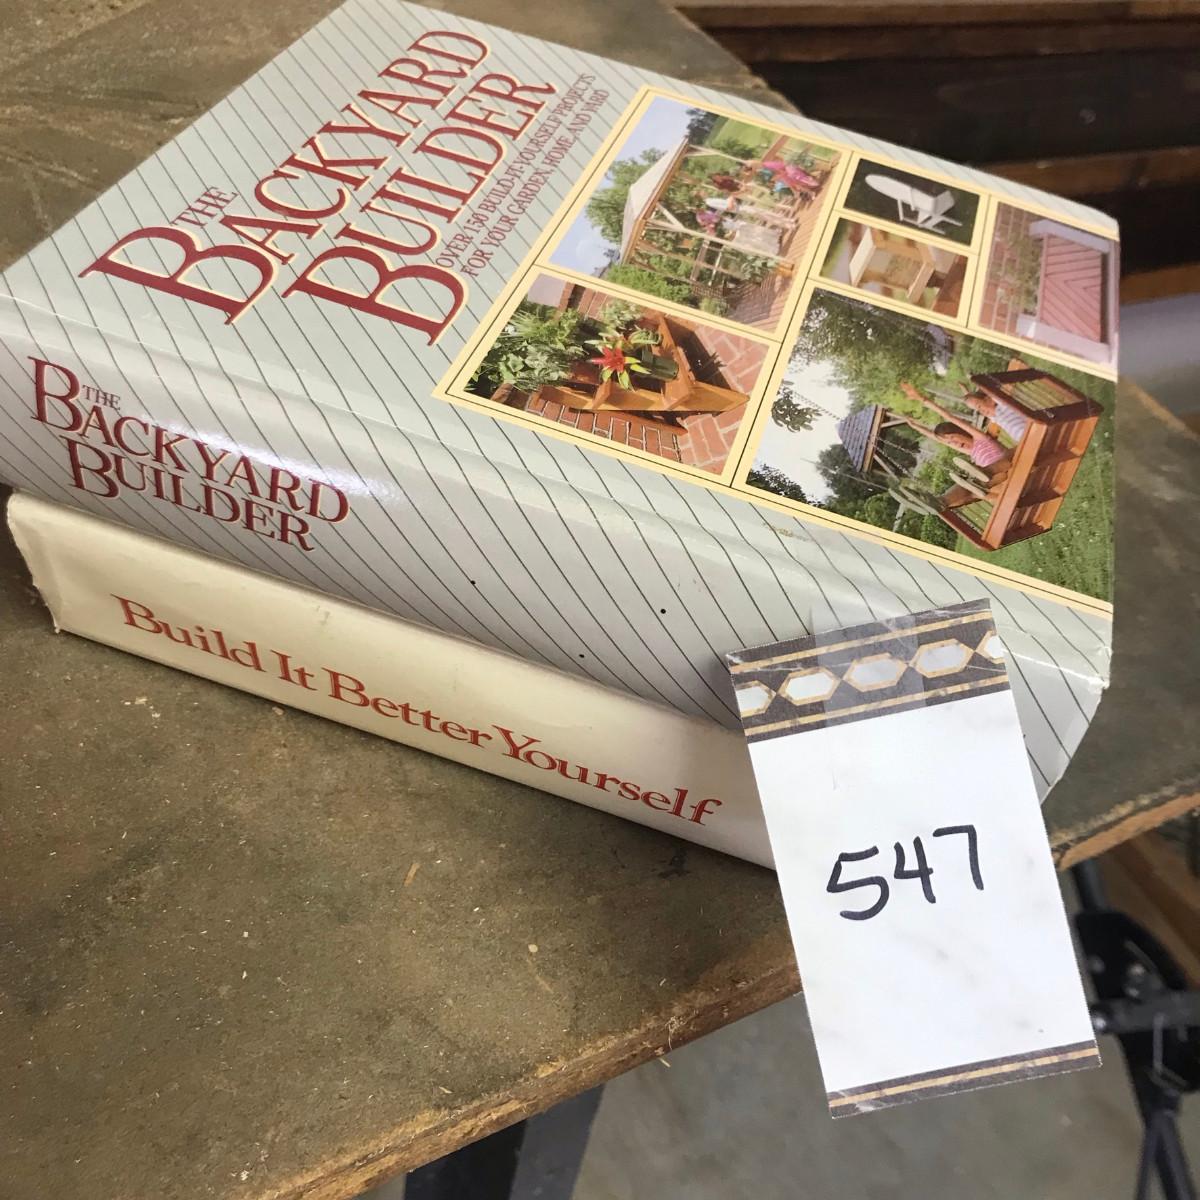 THE
BACKYARD
BUILDER
OVER 150 BUILD-IT-YOURSELF PROJECTS
FOR YOUR GARDEN, HOME AND YARD
THE
BACKYARD
BUILDER
Build It Better Yourself
547